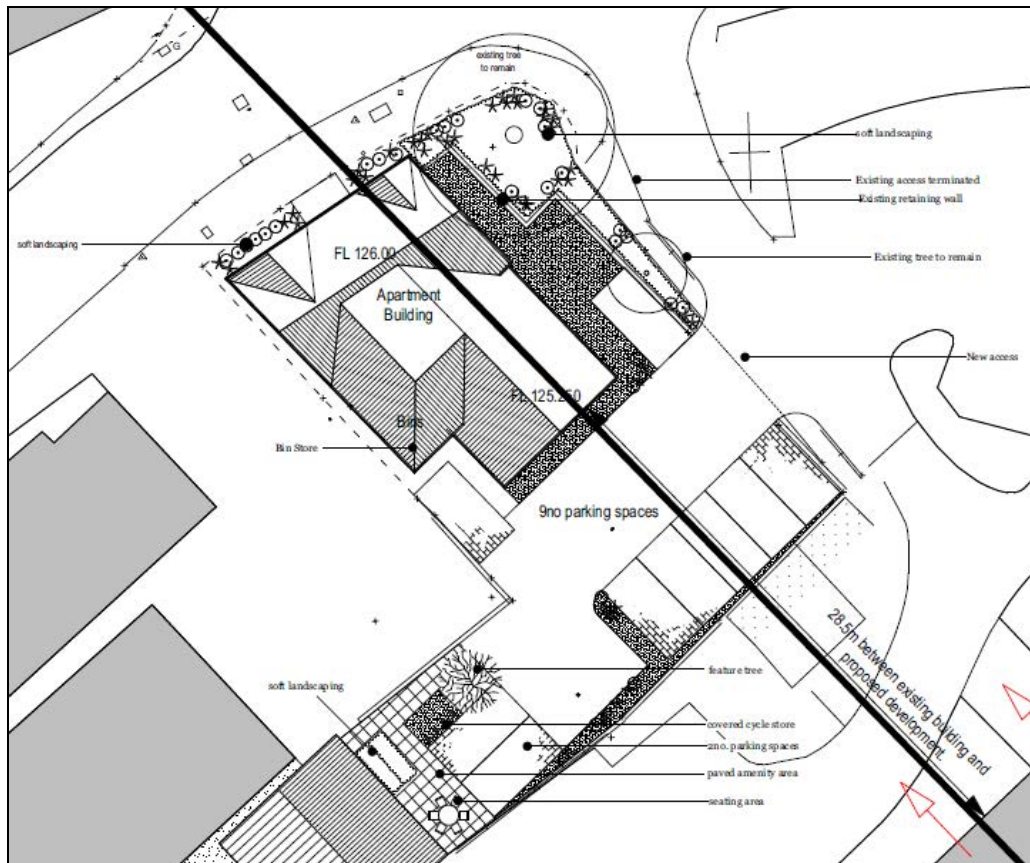 existing tree
to remain
G
soft landscaping
Existing access terminated
Existing retaining wall
soft landscaping
FL 126.00
Existing tree to remain
Apartment
Building
New access
FL 125.250
Bins
Bin Store
9no parking spaces
28.5m between existing building and
proposed development.
feature tree
soft landscaping
covered cycle store
2no. parking spaces
paved amenity area
seating area